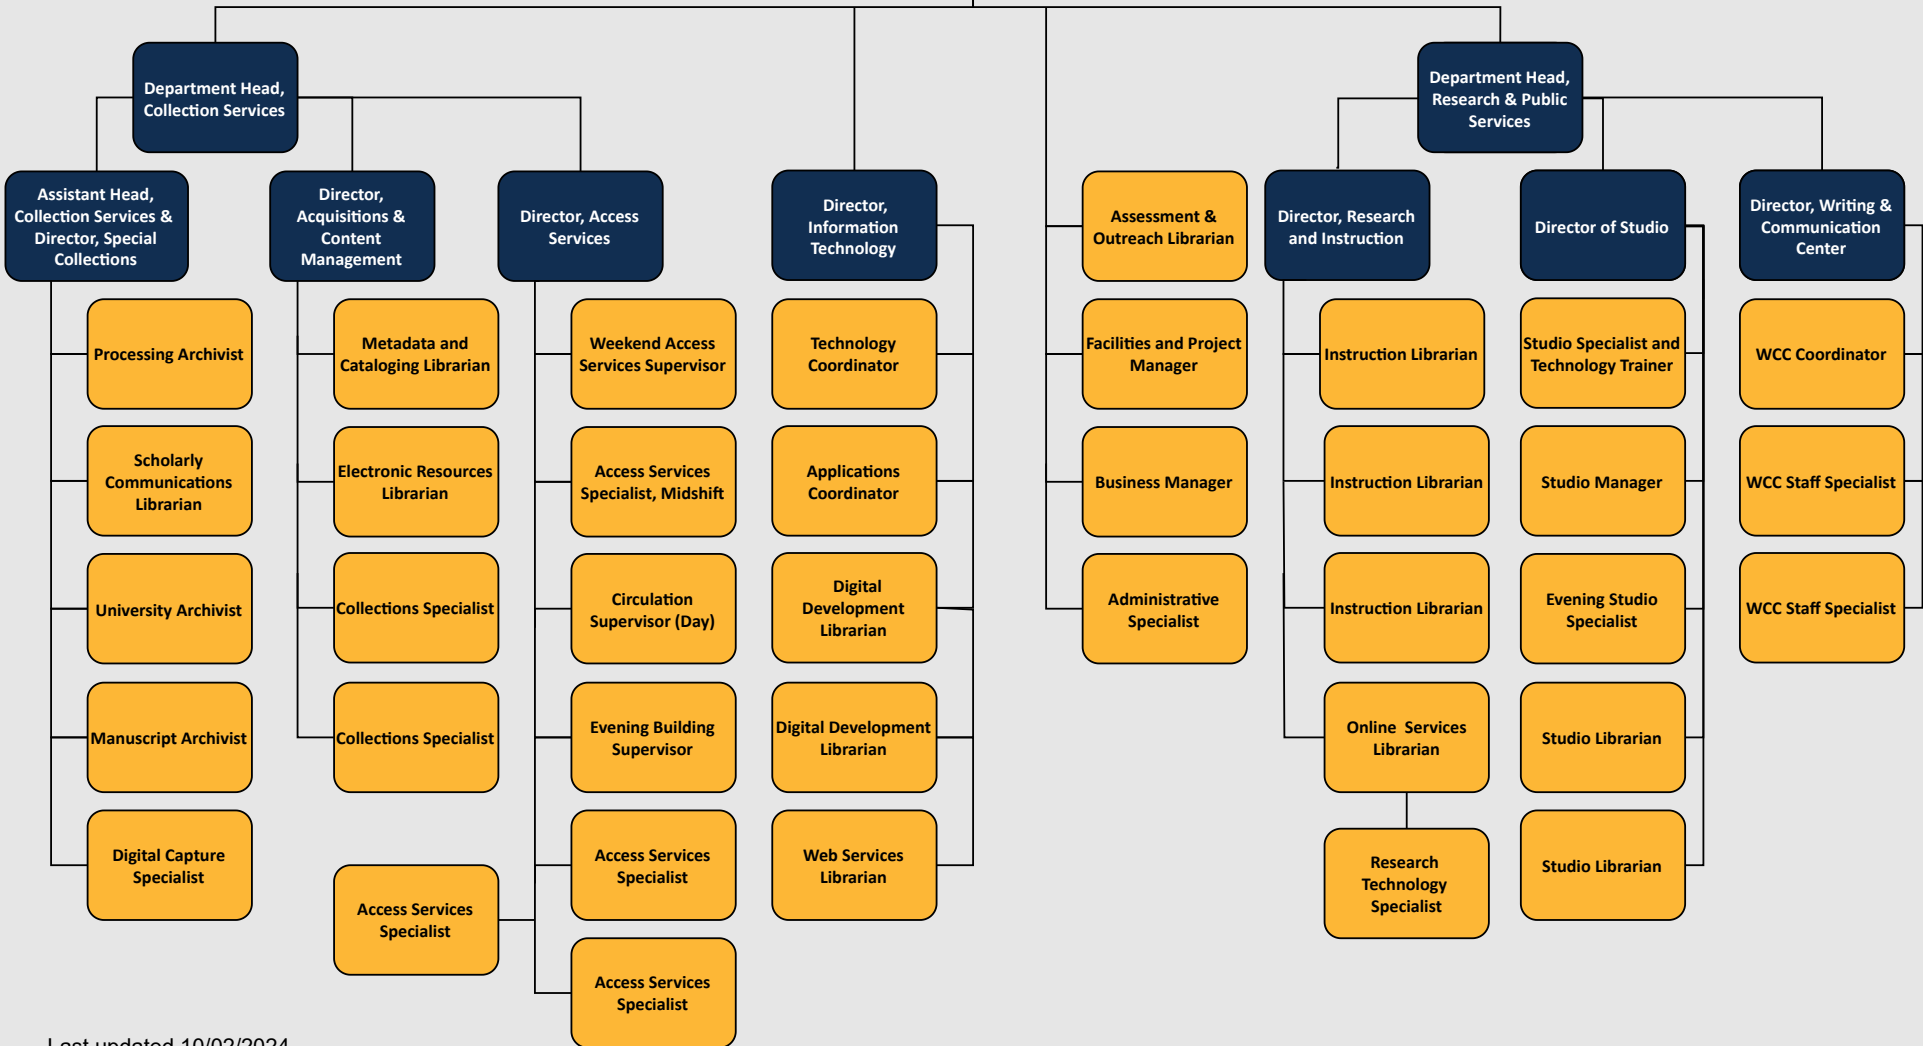 Department Head,
Collection Services
Department Head,
Research & Public
Services
Assistant Head,
Collection Services &
Director, Special
Collections
Director,
Acquisitions &
Content
Management
Director, Access
Services
Director,
Information
Technology
Assessment &
Outreach Librarian
Director, Research
and Instruction
Director of Studio
Director, Writing &
Communication
Center
Processing Archivist
Metadata and
Cataloging Librarian
Weekend Access
Services Supervisor
Technology
Coordinator
Facilities and Project
Manager
Instruction Librarian
Studio Specialist and
Technology Trainer
WCC Coordinator
Scholarly
Communications
Librarian
Electronic Resources
Librarian
Access Services
Specialist, Midshift
Applications
Coordinator
Business Manager
Instruction Librarian
Studio Manager
WCC Staff Specialist
University Archivist
Collections Specialist
Circulation
Supervisor (Day)
Digital
Development
Librarian
Administrative
Specialist
Instruction Librarian
Evening Studio
Specialist
WCC Staff Specialist
Manuscript Archivist
Collections Specialist
Evening Building
Supervisor
Digital Development
Librarian
Online  Services
Librarian
Studio Librarian
Digital Capture
Specialist
Access Services
Specialist
Access Services
Specialist
Web Services
Librarian
Research
Technology
Specialist
Studio Librarian
Access Services
Specialist
Last updated 10/02/2024